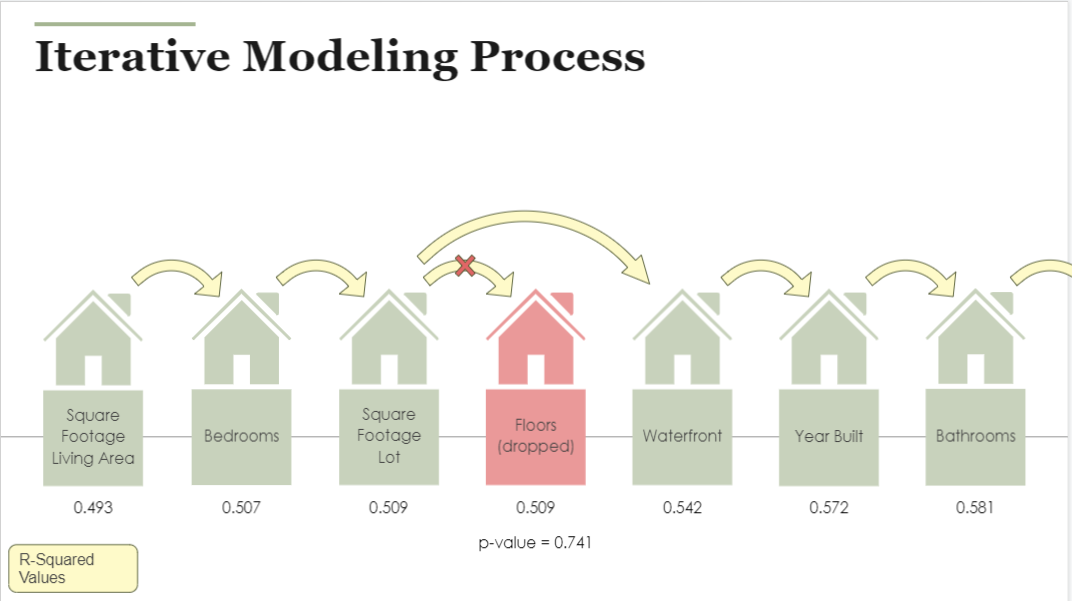 Iterative Modeling Process
Square
Footage
Living Area
Bedrooms
Square
Footage
Lot
Floors
(dropped)
Waterfront
Year Built
Bathrooms
0.493
0.507
0.509
0.509
0.542
0.572
0.581
p-value = 0.741
R-Squared
Values